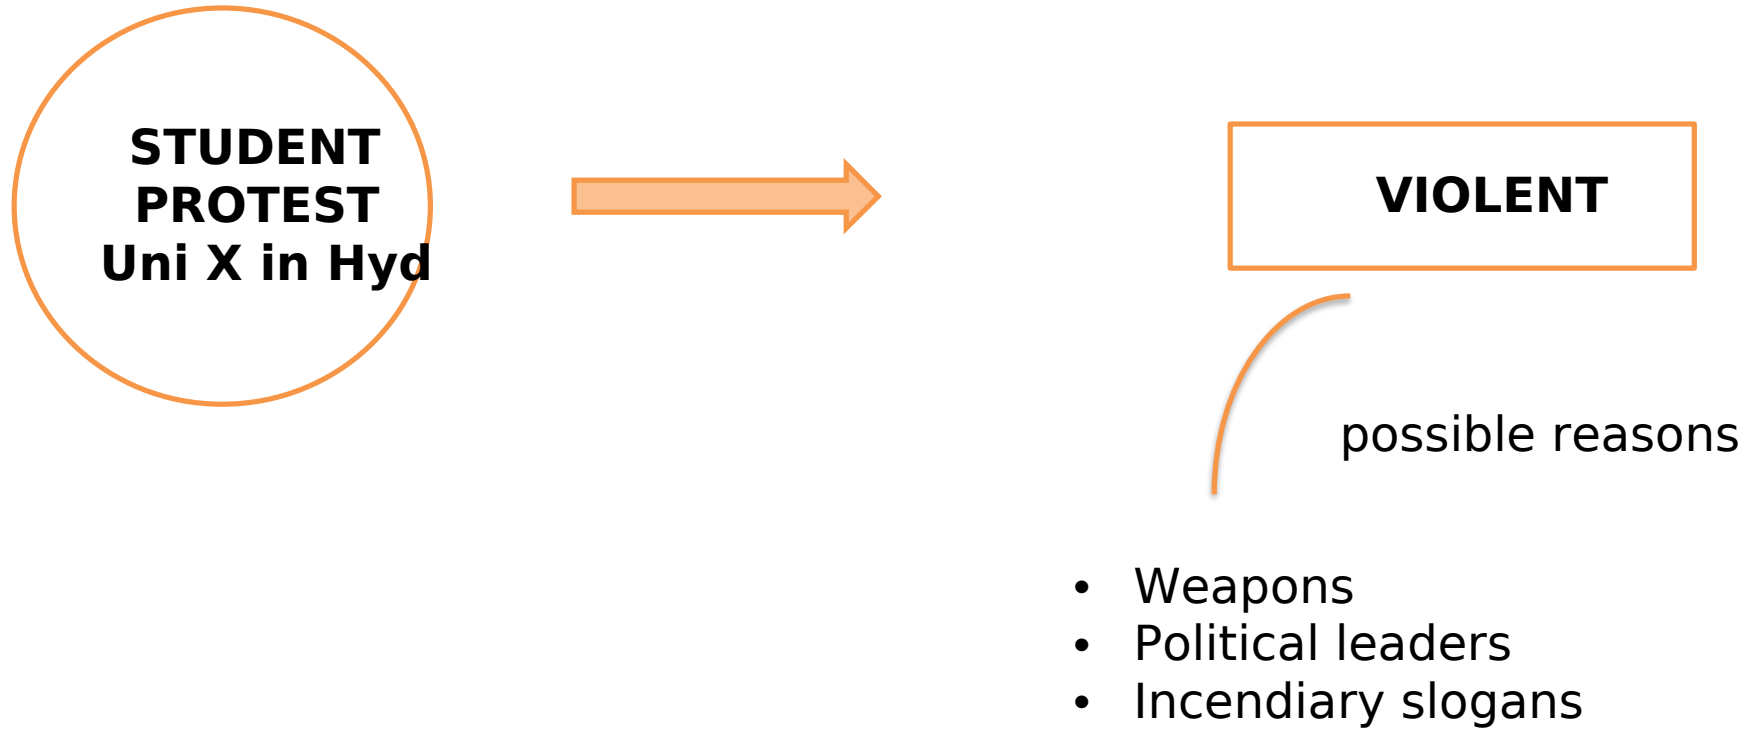 STUDENT
PROTEST
Uni X in Hyd
VIOLENT
possible reasons
• Weapons
• Political leaders
• Incendiary slogans